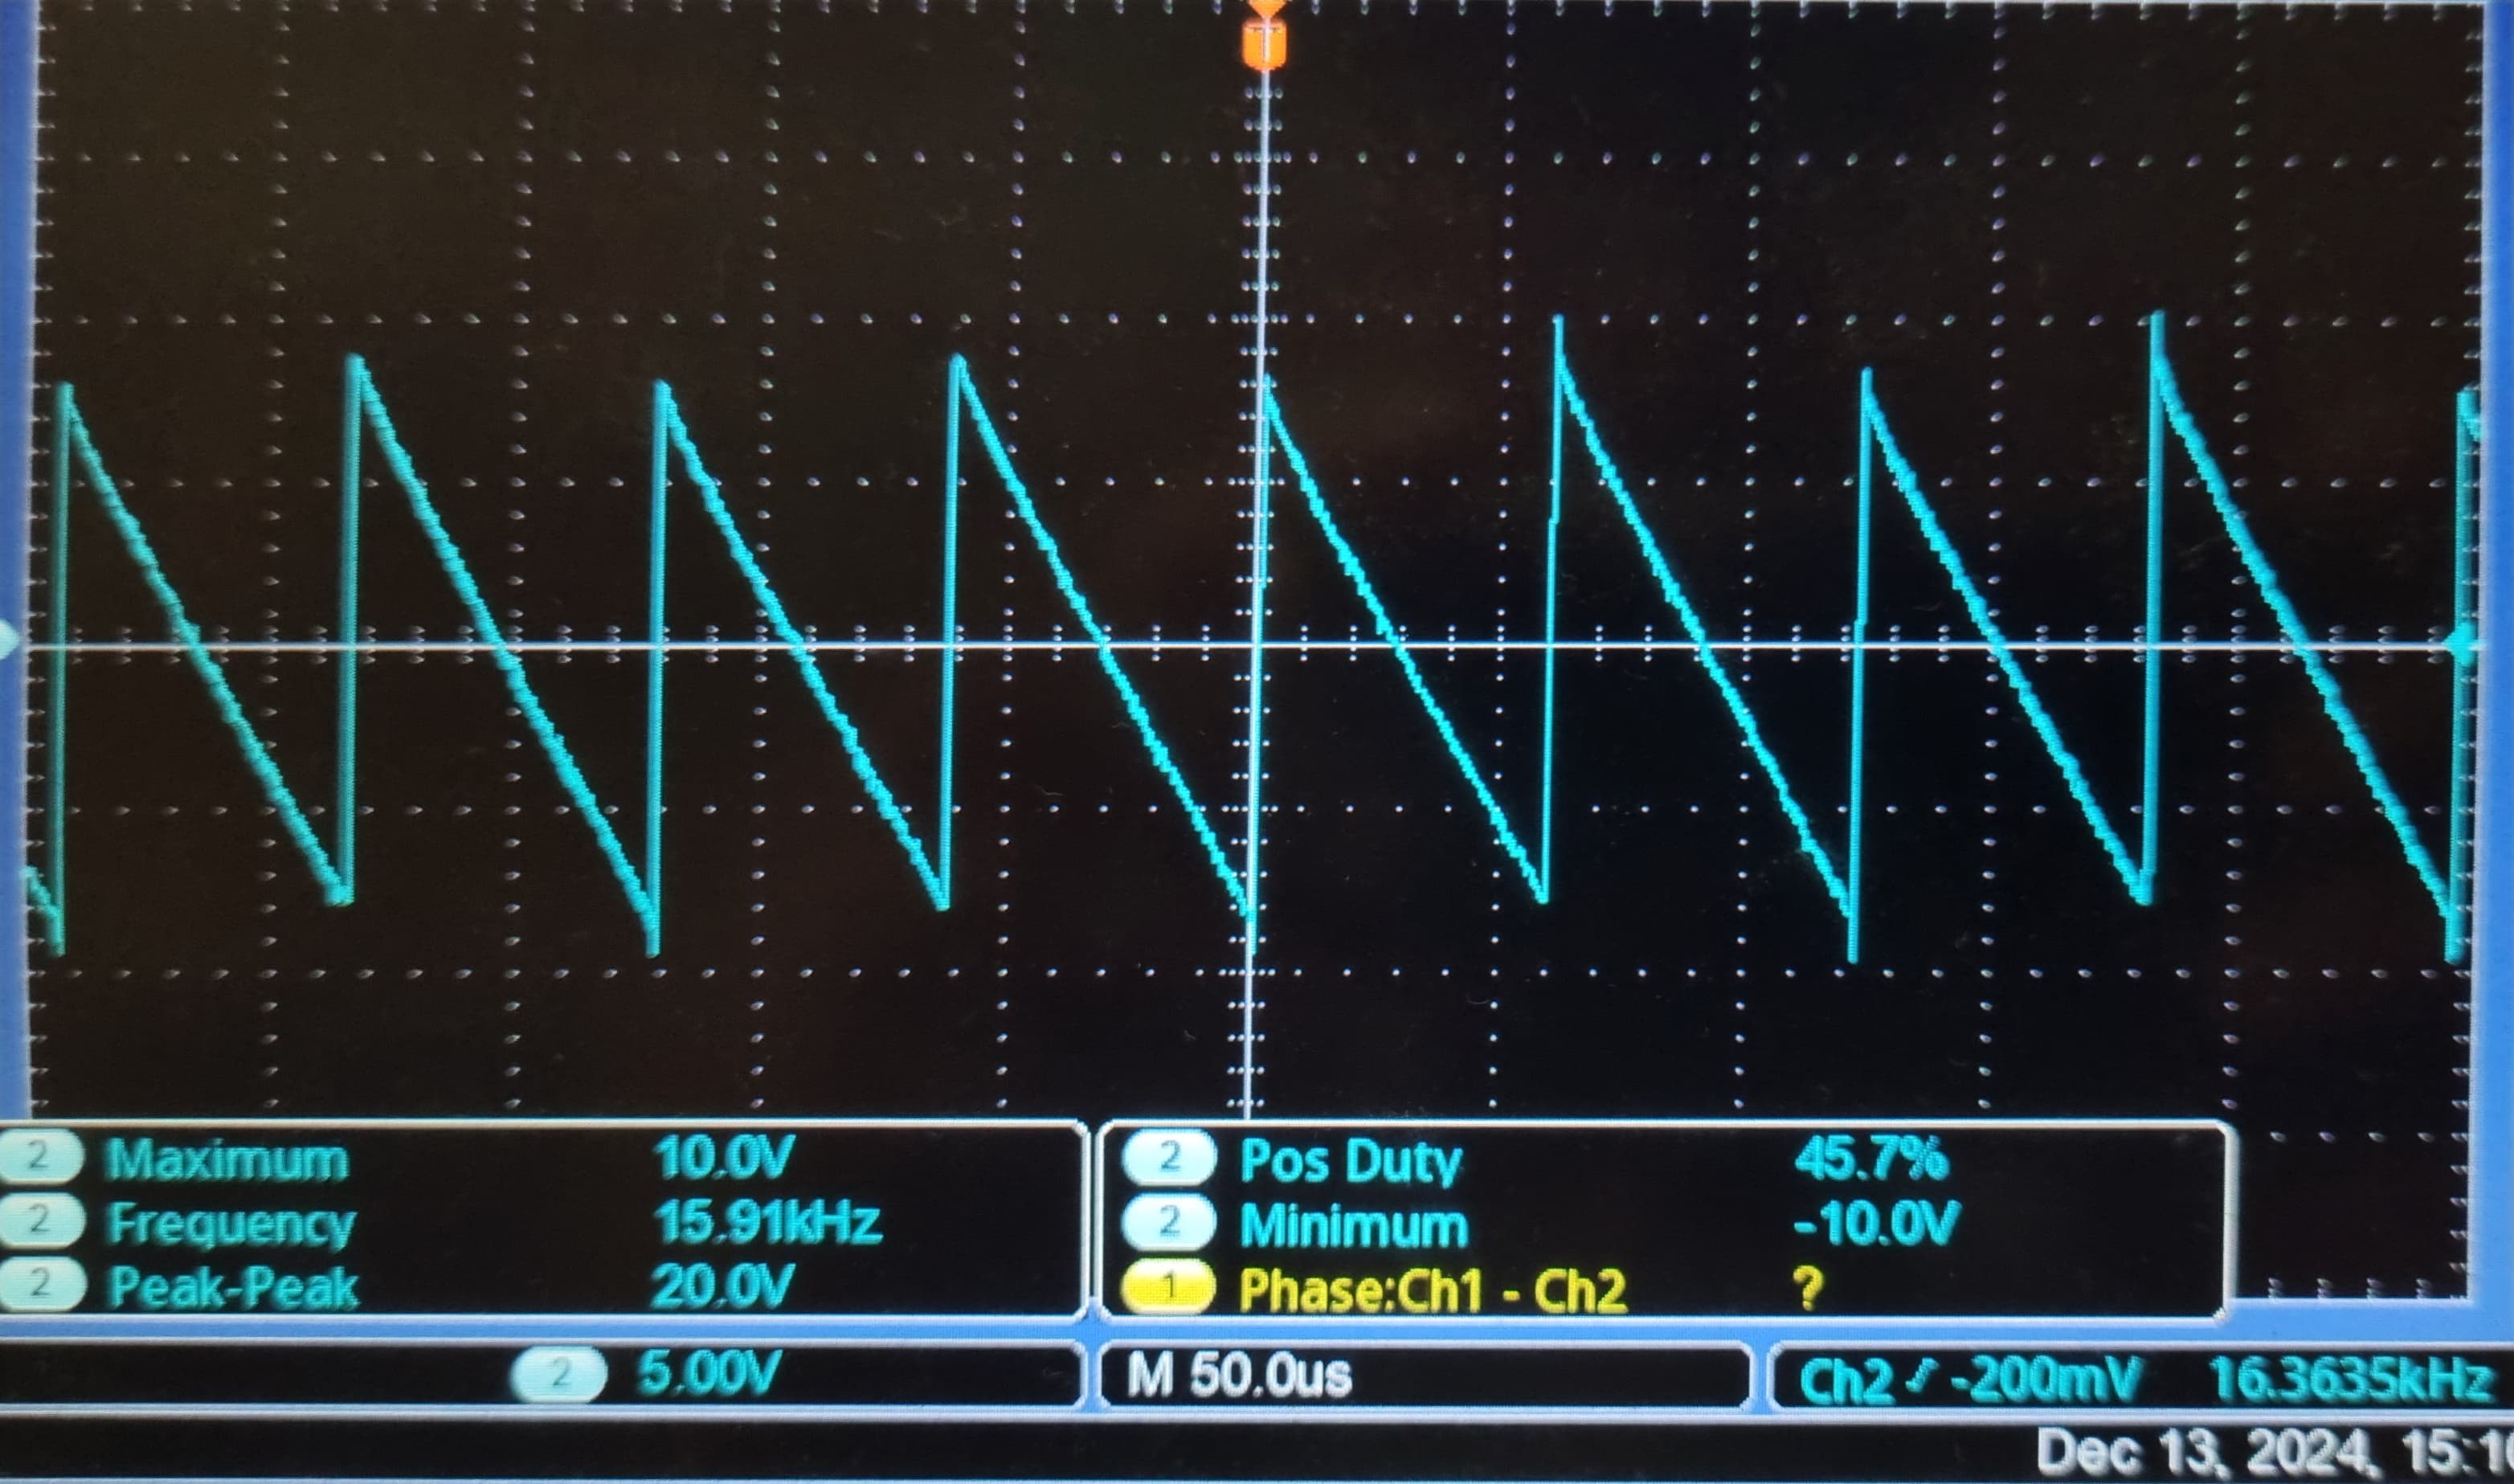 T
2 Maximum 10.0V
2 Frequency 15.91kHz
2 Peak-Peak 20.0V
2 Pos Duty 45.7%
2 Minimum -10.0V
1 Phase:Ch1 - Ch2 ?
2 5.00V M 50.0us Ch2 -200mV 16.3635kHz
Dec 13, 2024, 15:1